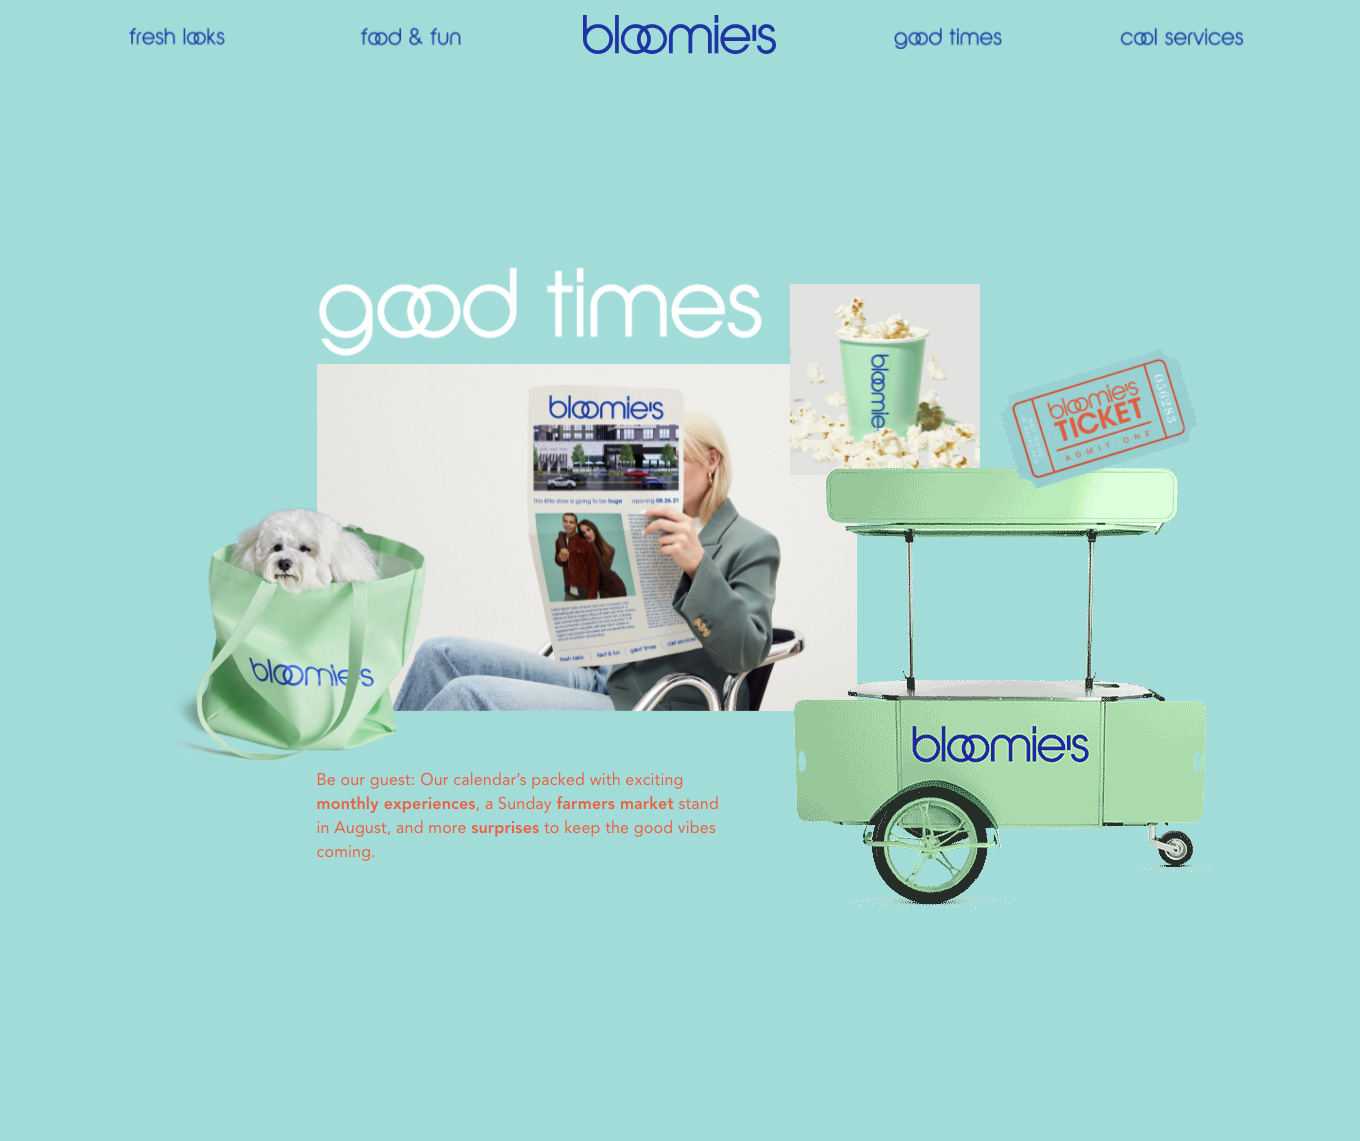 fresh looks
food & fun
bloomie's
good times
cool services
good times
bloomie's
this little store is going to be huge
opening 08.26.21
fresh looks
food & fun
good times
cool services
bloomie
bloomie's
TICKET
ADMIT ONE
056285
bloomie's
bloomie's
Be our guest: Our calendar's packed with exciting
monthly experiences, a Sunday farmers market stand
in August, and more surprises to keep the good vibes
coming.